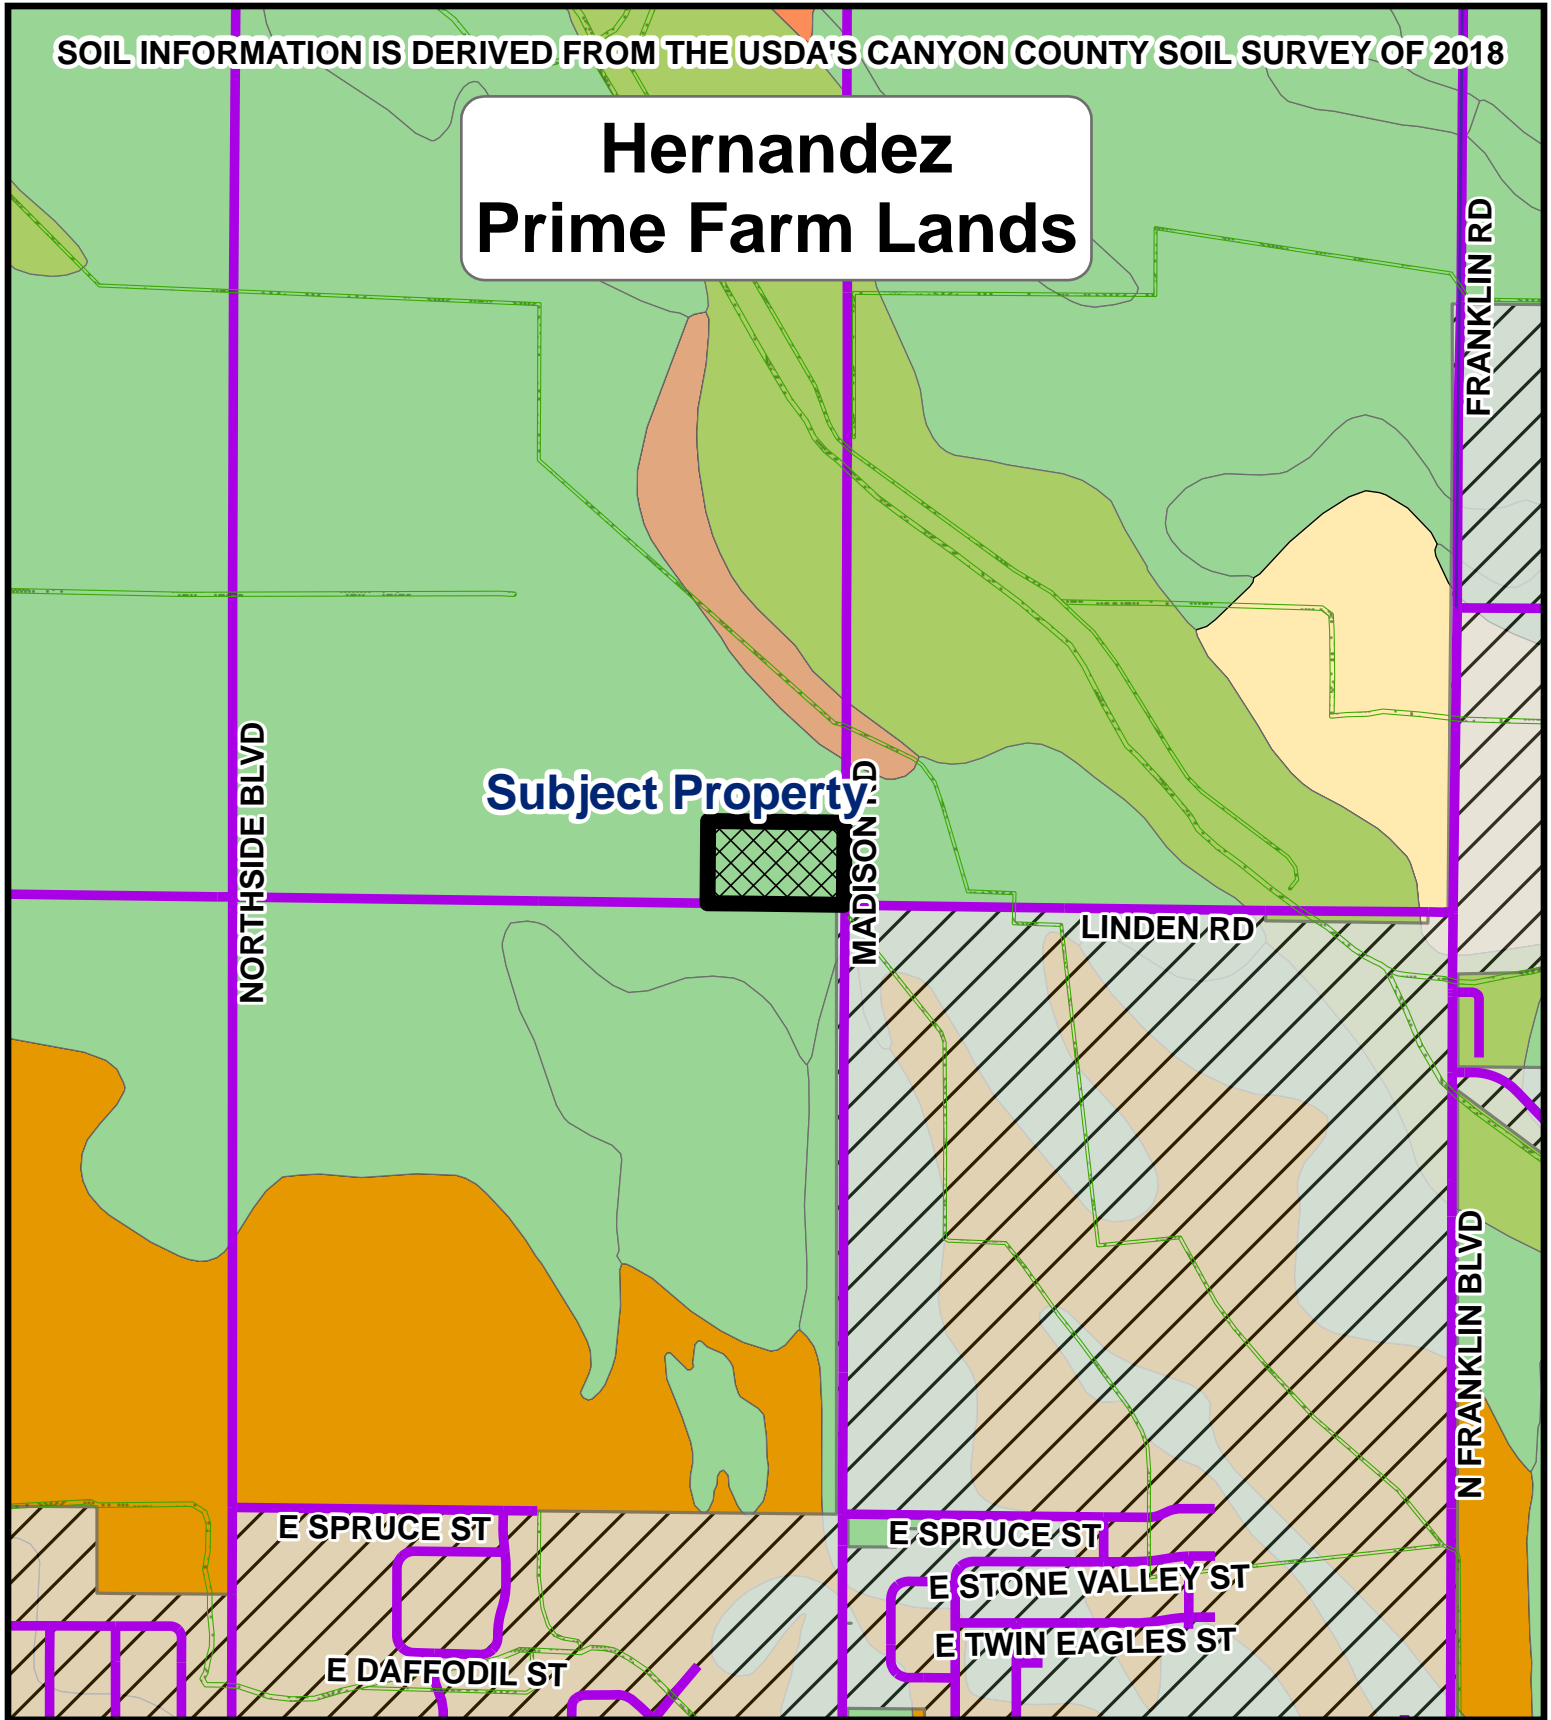 SOIL INFORMATION IS DERIVED FROM THE USDA'S CANYON COUNTY SOIL SURVEY OF 2018
Hernandez
Prime Farm Lands
FRANKLIN RD
Subject Property
NORTHSIDE BLVD
MADISON RD
LINDEN RD
N FRANKLIN BLVD
E SPRUCE ST
E SPRUCE ST
E STONE VALLEY ST
E TWIN EAGLES ST
E DAFFODIL ST